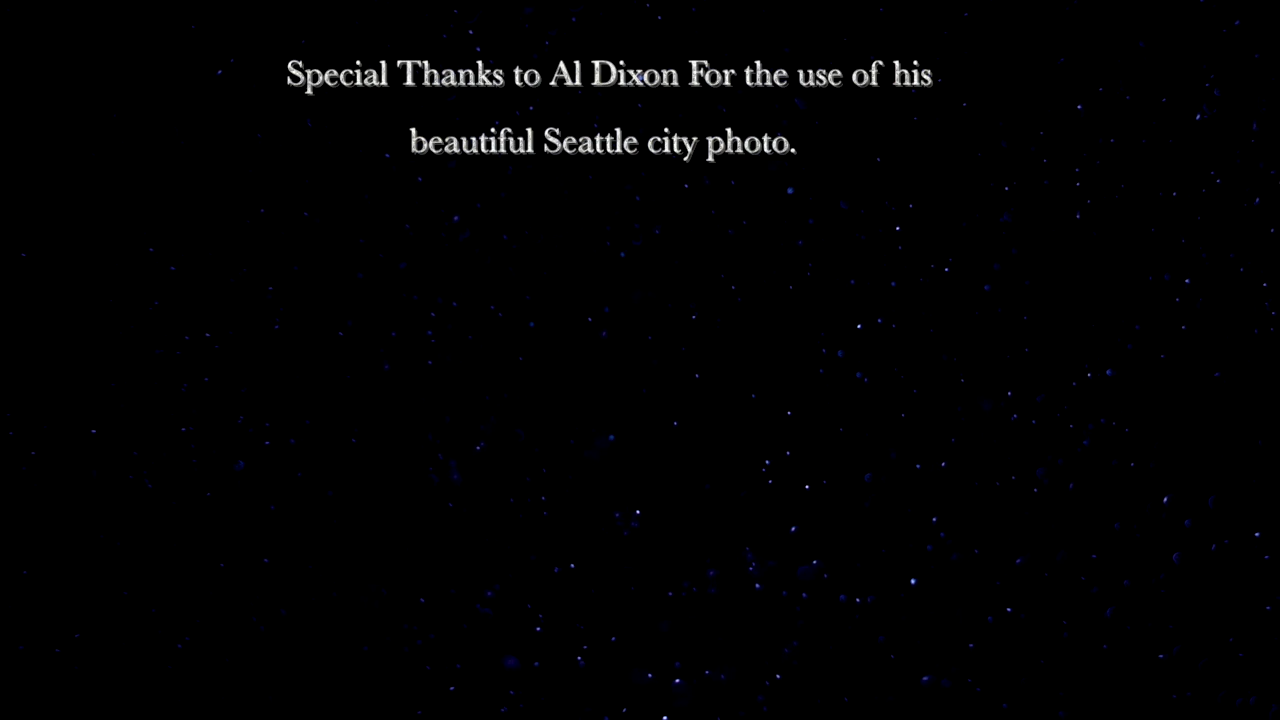 Special Thanks to Al Dixon For the use of his
beautiful Seattle city photo.